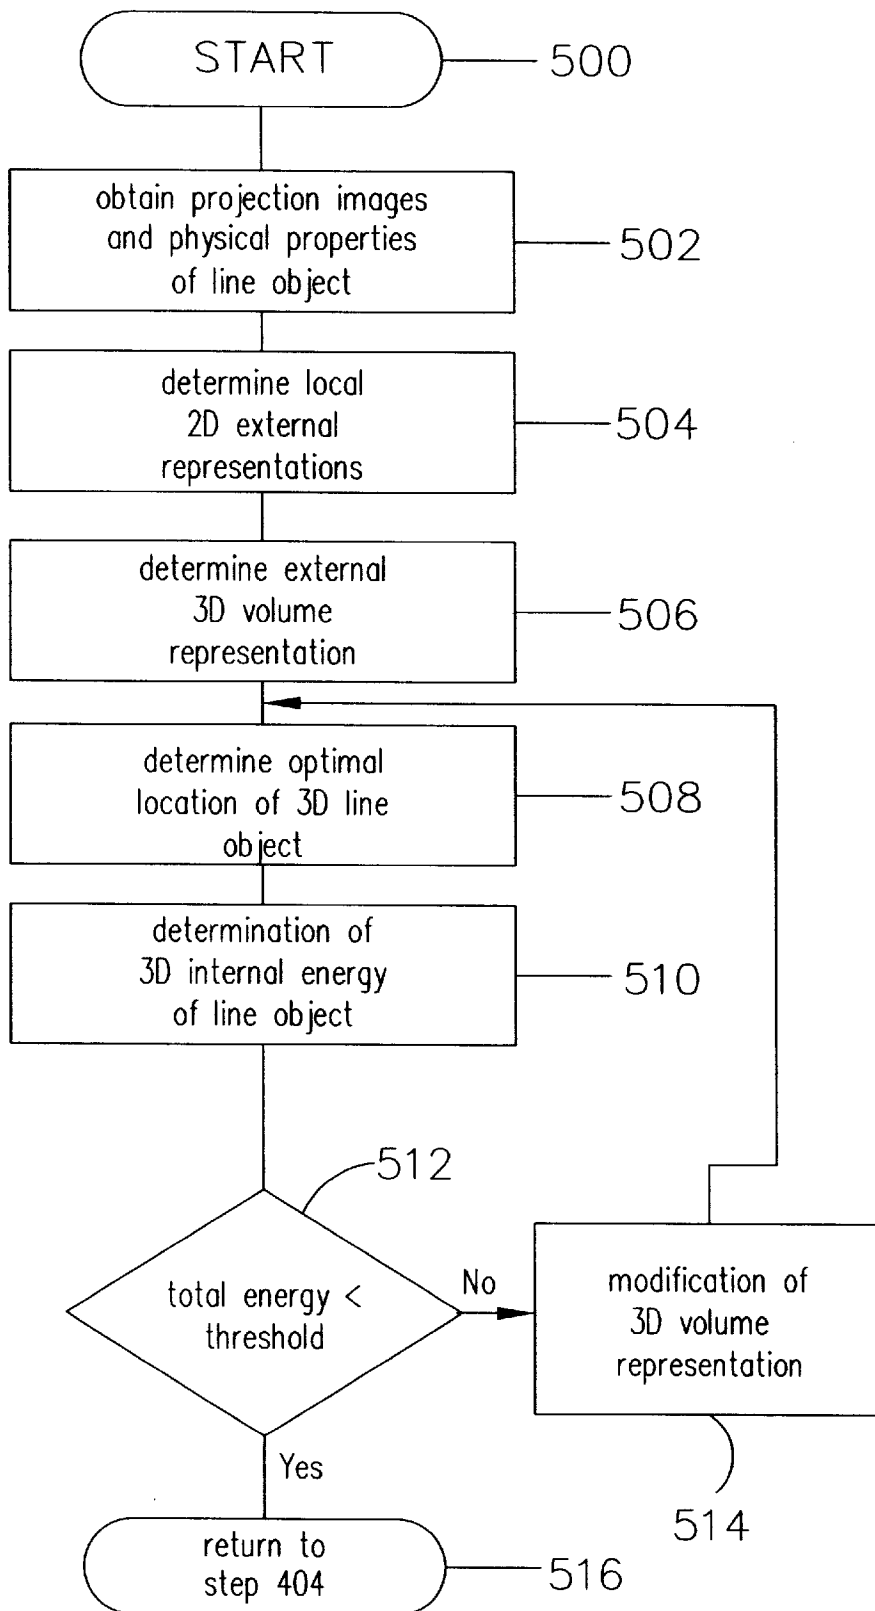 START
500
obtain projection images
and physical properties
of line object
502
determine local
2D external
representations
504
determine external
3D volume
representation
506
determine optimal
location of 3D line
object
508
determination of
3D internal energy
of line object
510
512
total energy <
threshold
No
modification of
3D volume
representation
514
Yes
return to
step 404
516